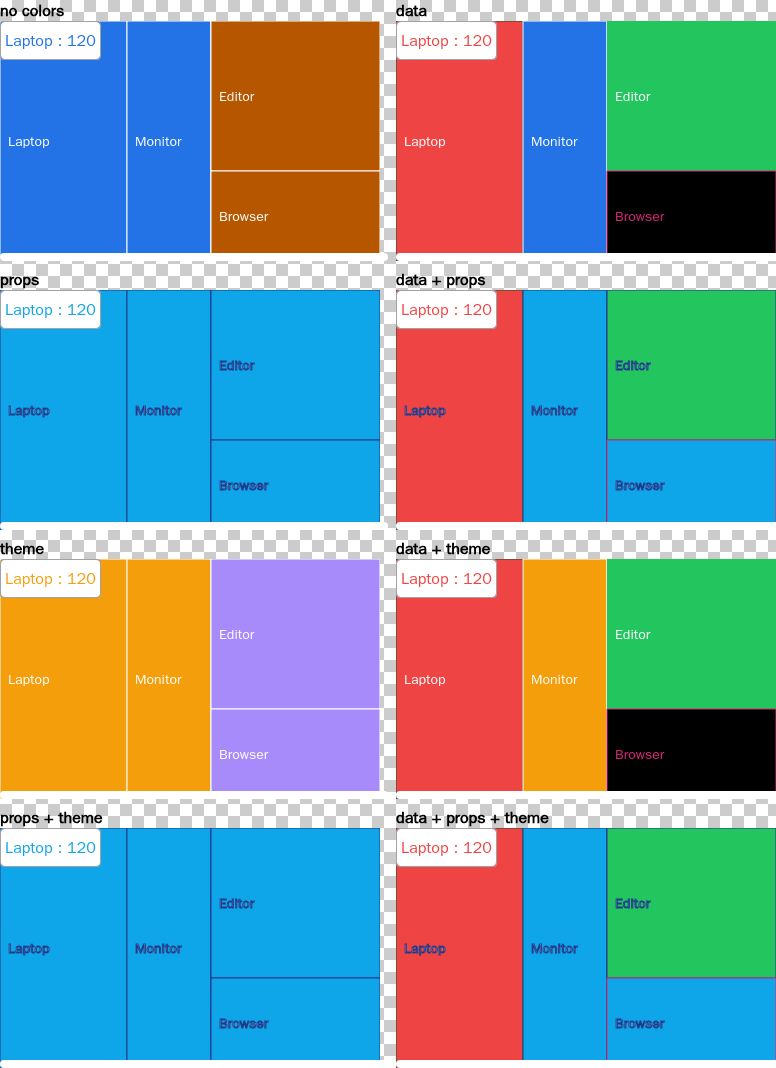 no colors
Laptop : 120
Editor
Laptop
Monitor
Browser
data
Laptop : 120
Editor
Laptop
Monitor
Browser
props
Laptop : 120
Editor
Laptop
Monitor
Browser
data + props
Laptop : 120
Editor
Laptop
Monitor
Browser
theme
Laptop : 120
Editor
Laptop
Monitor
Browser
data + theme
Laptop : 120
Editor
Laptop
Monitor
Browser
props + theme
Laptop : 120
Editor
Laptop
Monitor
Browser
data + props + theme
Laptop : 120
Editor
Laptop
Monitor
Browser